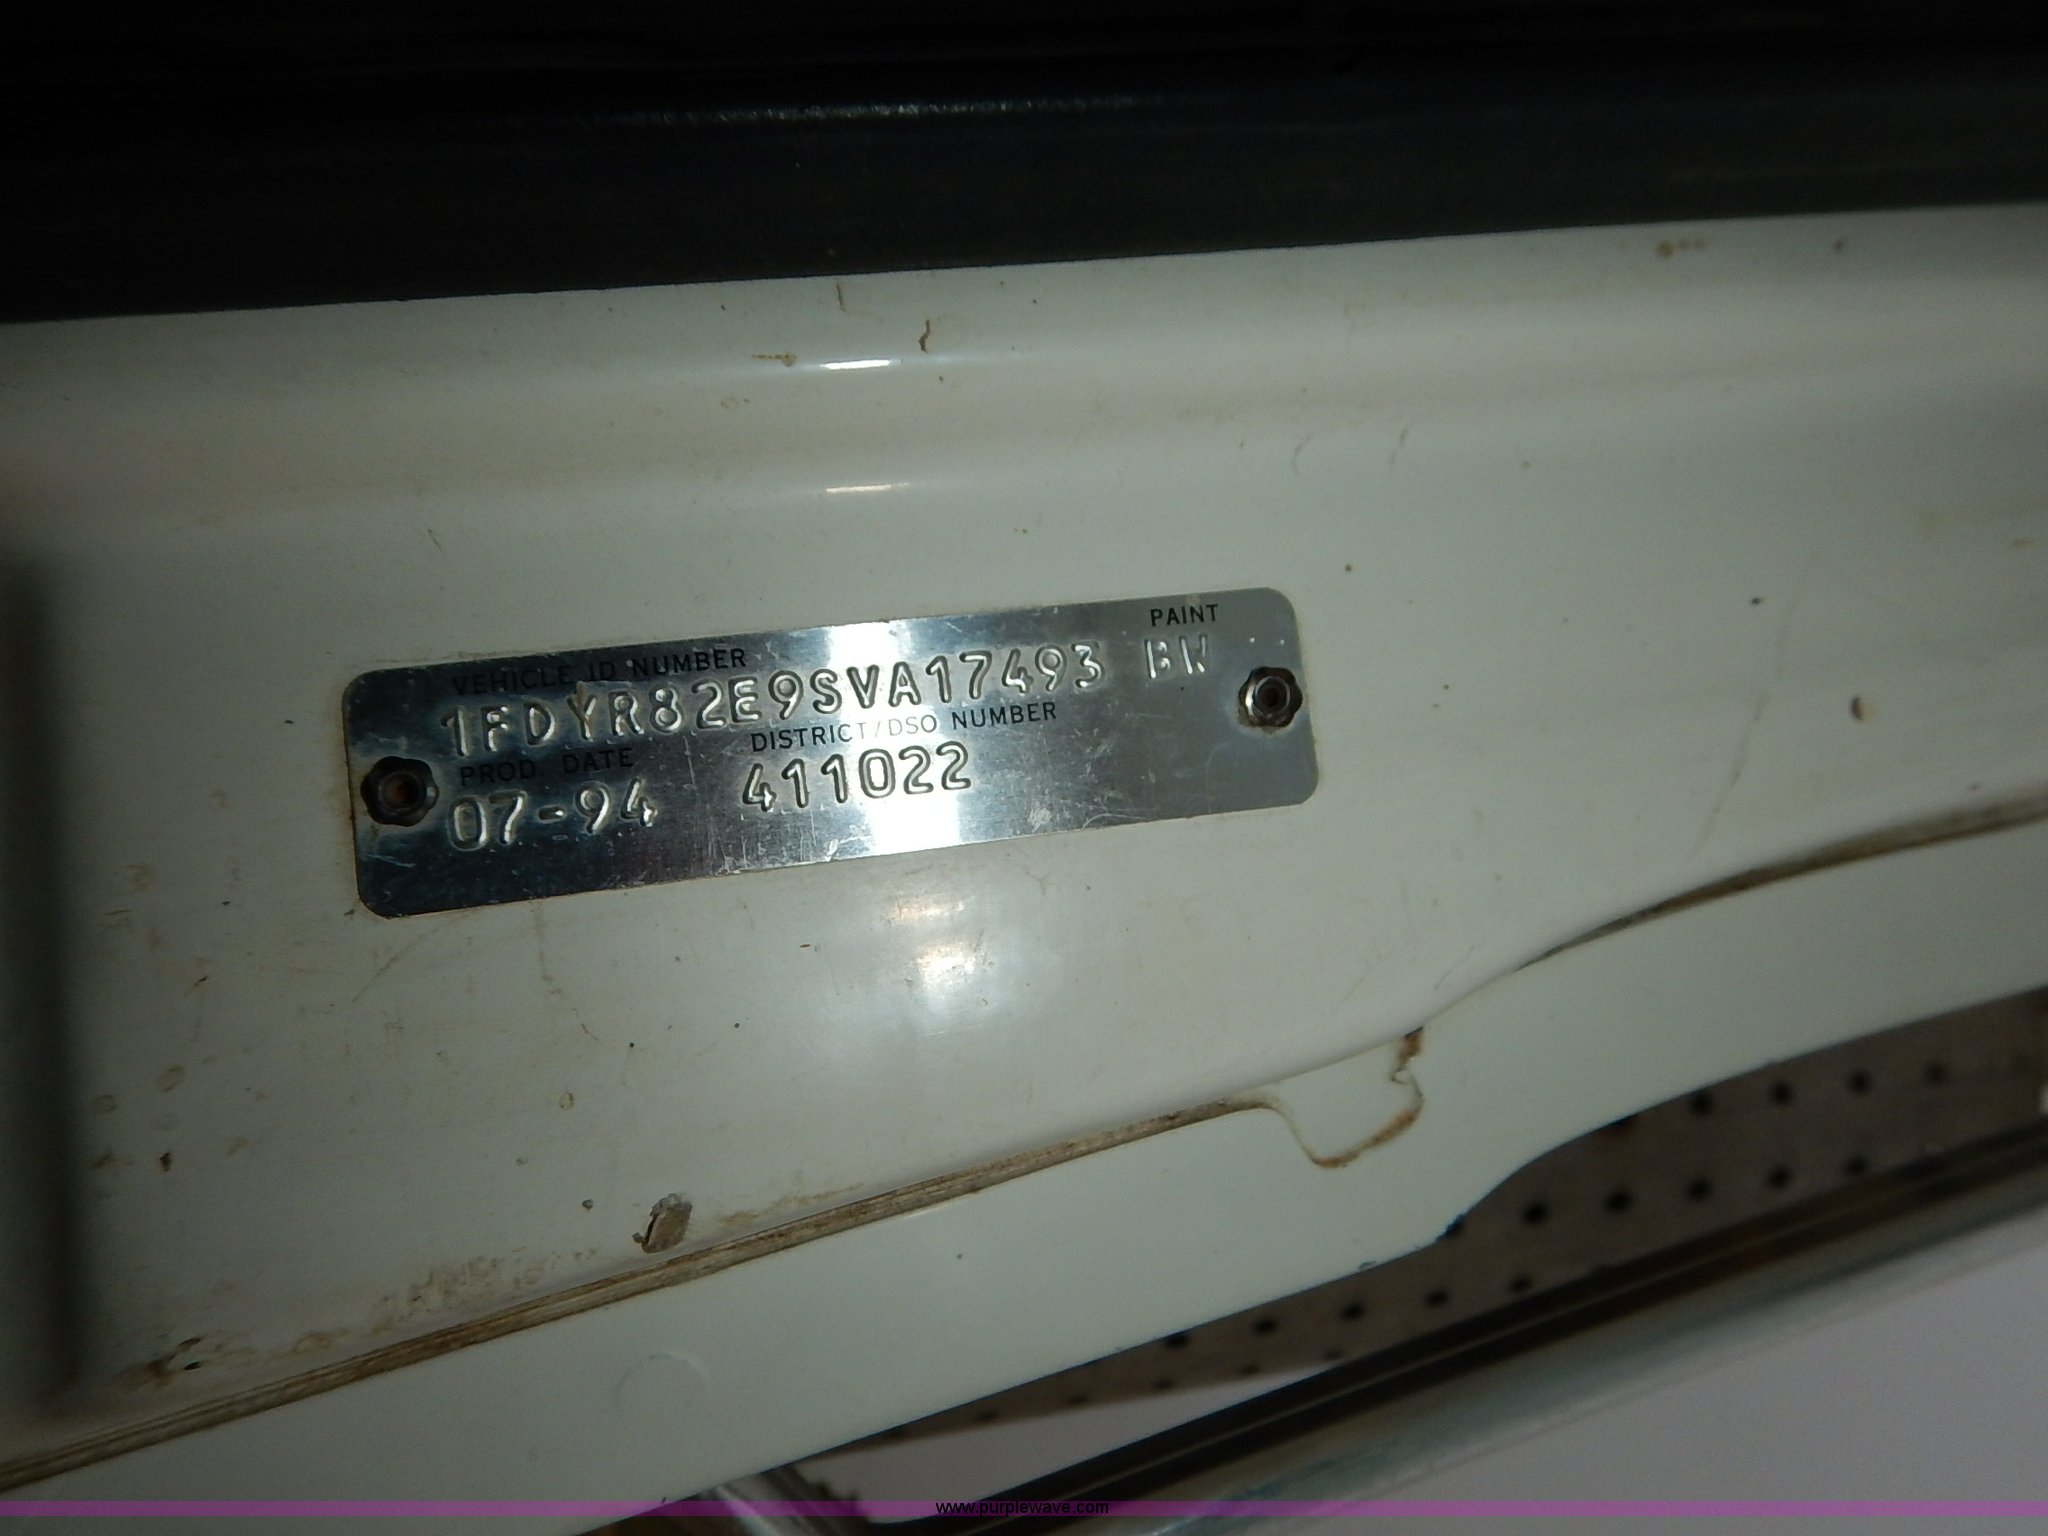 PAINT
VEHICLE ID NUMBER
1FDYR82E9SVA17493 BW
PROD. DATE DISTRICT/DSO NUMBER
07-94 411022
www.purplewave.com